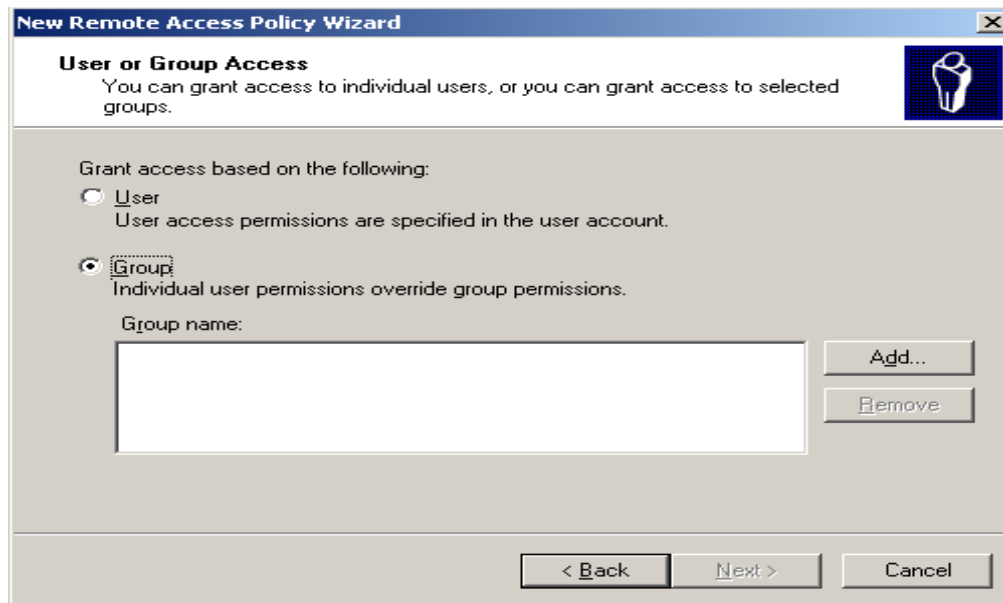 New Remote Access Policy Wizard
User or Group Access
You can grant access to individual users, or you can grant access to selected
groups.
Grant access based on the following:
User
User access permissions are specified in the user account.
Group
Individual user permissions override group permissions.
Group name:
Add...
Remove
< Back
Next >
Cancel